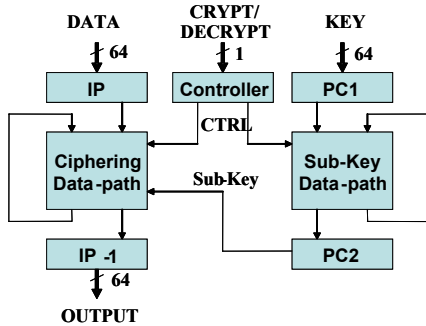 DATA
CRYPT/
DECRYPT
KEY
64
1
64
IP
Controller
PC1
CTRL
Ciphering
Data-path
Sub-Key
Sub-Key
Data-path
IP -1
PC2
64
OUTPUT